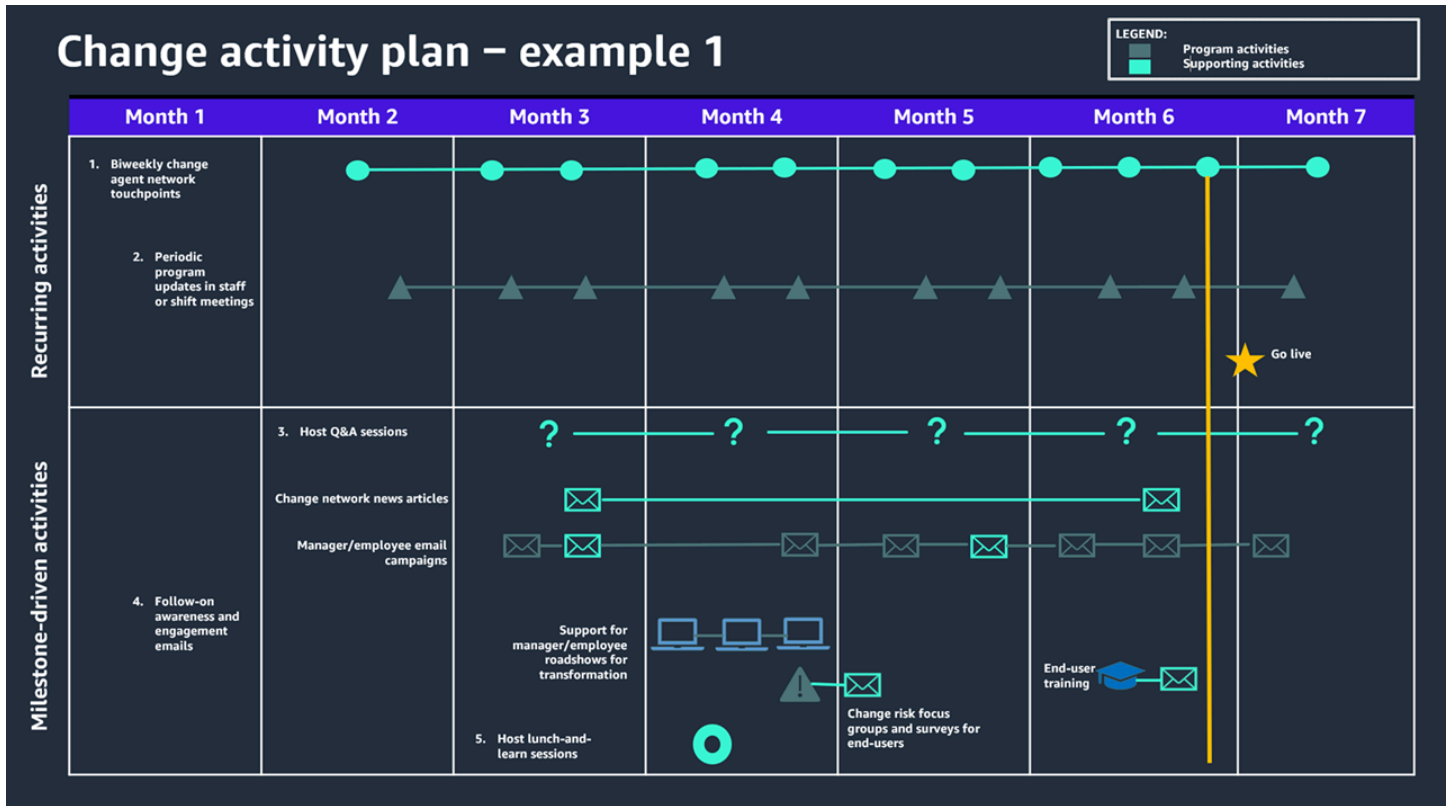 Change activity plan – example 1
LEGEND:
Program activities
Supporting activities
Month 1
Month 2
Month 3
Month 4
Month 5
Month 6
Month 7
Recurring activities
1. Biweekly change
agent network
touchpoints
2. Periodic
program
updates in staff
or shift meetings
Go live
Milestone-driven activities
3. Host Q&A sessions
?
?
?
?
?
Change network news articles
Manager/employee email
campaigns
4. Follow-on
awareness and
engagement
emails
Support for
manager/employee
roadshows for
transformation
!
End-user
training
Change risk focus
groups and surveys for
end-users
5. Host lunch-and-
learn sessions